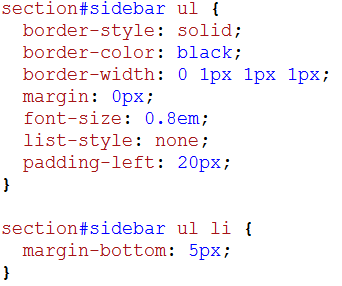 section#sidebar ul {
  border-style: solid;
  border-color: black;
  border-width: 0 1px 1px 1px;
  margin: 0px;
  font-size: 0.8em;
  list-style: none;
  padding-left: 20px;
}

section#sidebar ul li {
  margin-bottom: 5px;
}